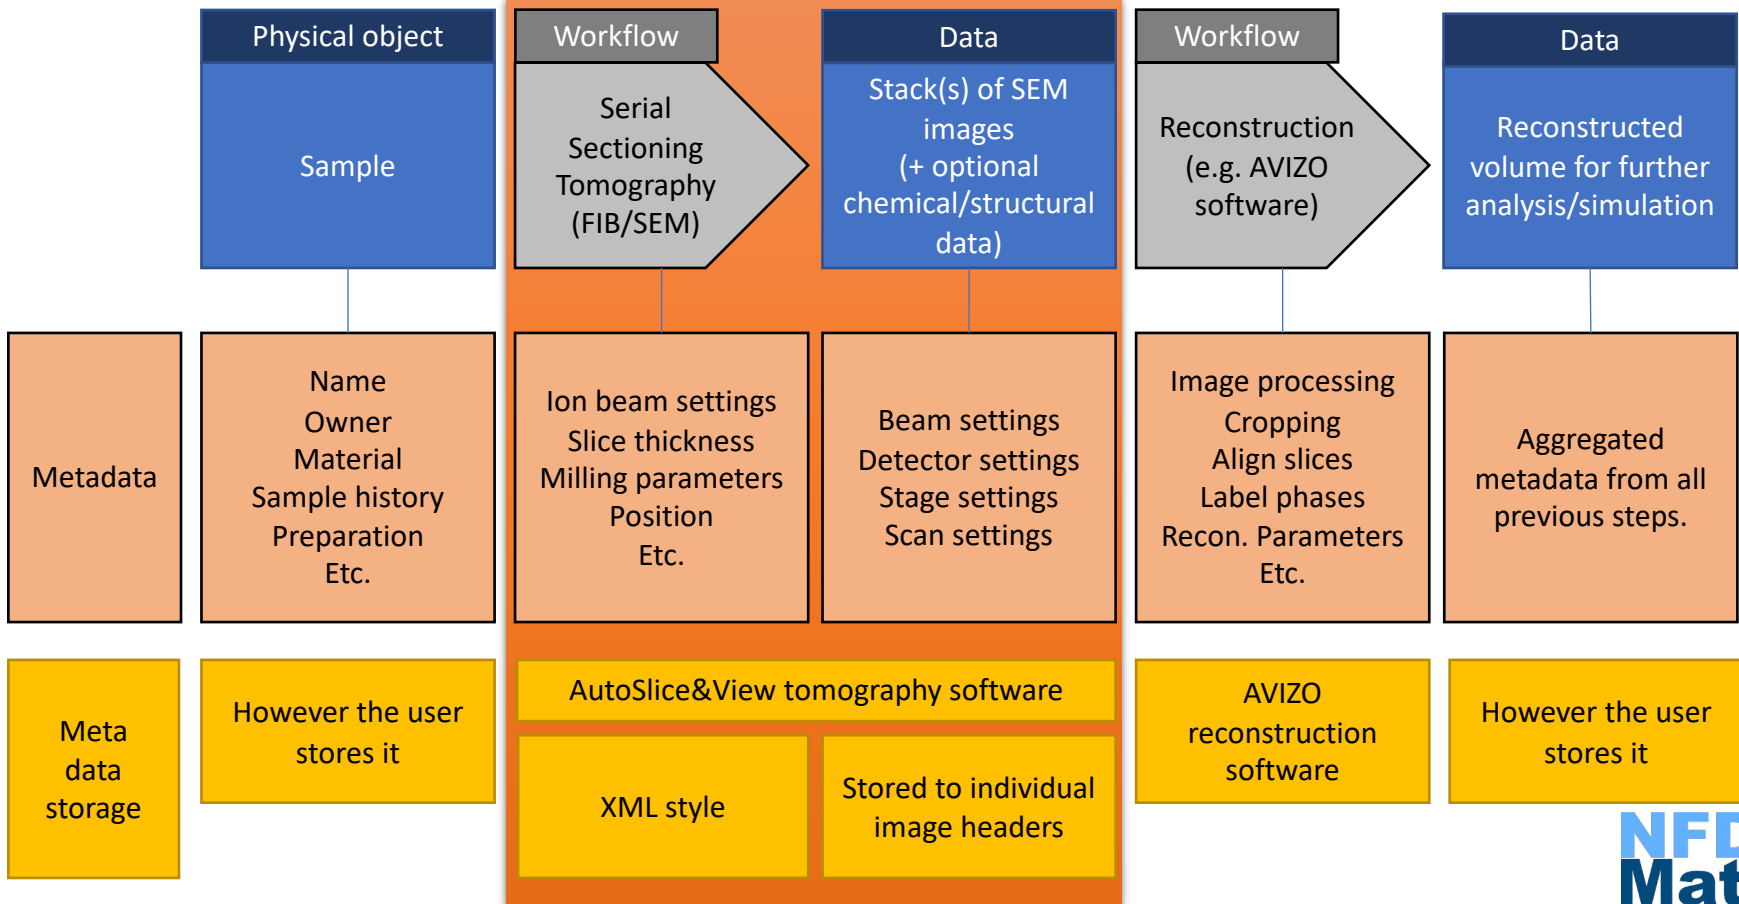 Physical object
Sample
Workflow
Serial
Sectioning
Tomography
(FIB/SEM)
Data
Stack(s) of SEM
images
(+ optional
chemical/structural
data)
Workflow
Reconstruction
(e.g. AVIZO
software)
Data
Reconstructed
volume for further
analysis/simulation
Metadata
Name
Owner
Material
Sample history
Preparation
Etc.
Ion beam settings
Slice thickness
Milling parameters
Position
Etc.
Beam settings
Detector settings
Stage settings
Scan settings
Image processing
Cropping
Align slices
Label phases
Recon. Parameters
Etc.
Aggregated
metadata from all
previous steps.
Meta
data
storage
However the user
stores it
AutoSlice&View tomography software
XML style
Stored to individual
image headers
AVIZO
reconstruction
software
However the user
stores it
NFD
Mat